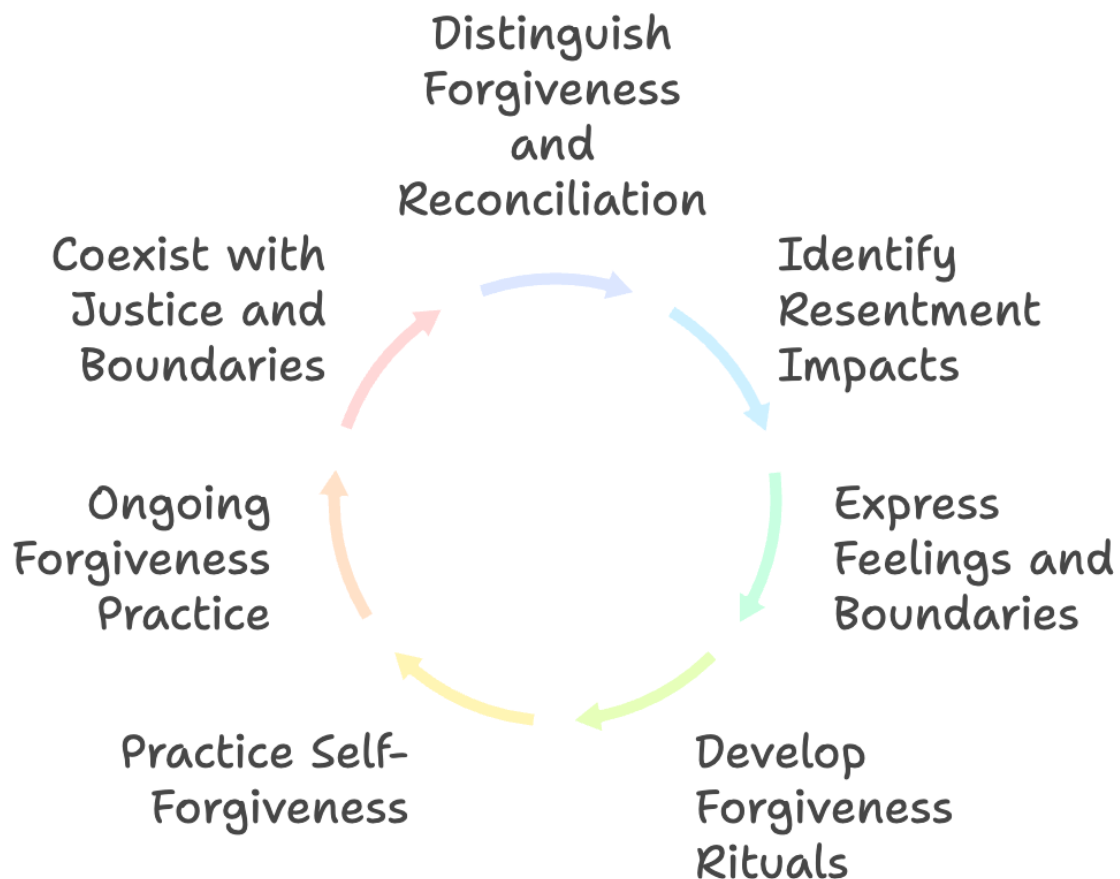 Distinguish
Forgiveness
and
Reconciliation
Identify
Resentment
Impacts
Express
Feelings and
Boundaries
Develop
Forgiveness
Rituals
Practice Self-
Forgiveness
Ongoing
Forgiveness
Practice
Coexist with
Justice and
Boundaries